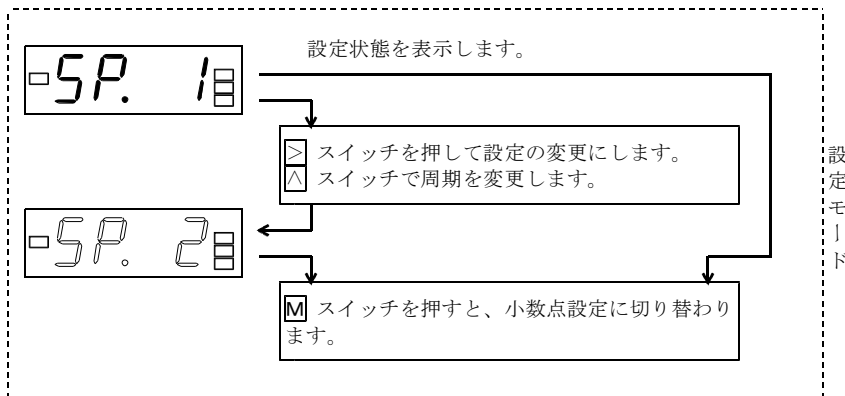 設定状態を表示します。
-SP. 1
> スイッチを押して設定の変更にします。
∧ スイッチで周期を変更します。
-SP. 2
M スイッチを押すと、小数点設定に切り替わり
ます。
設定モード